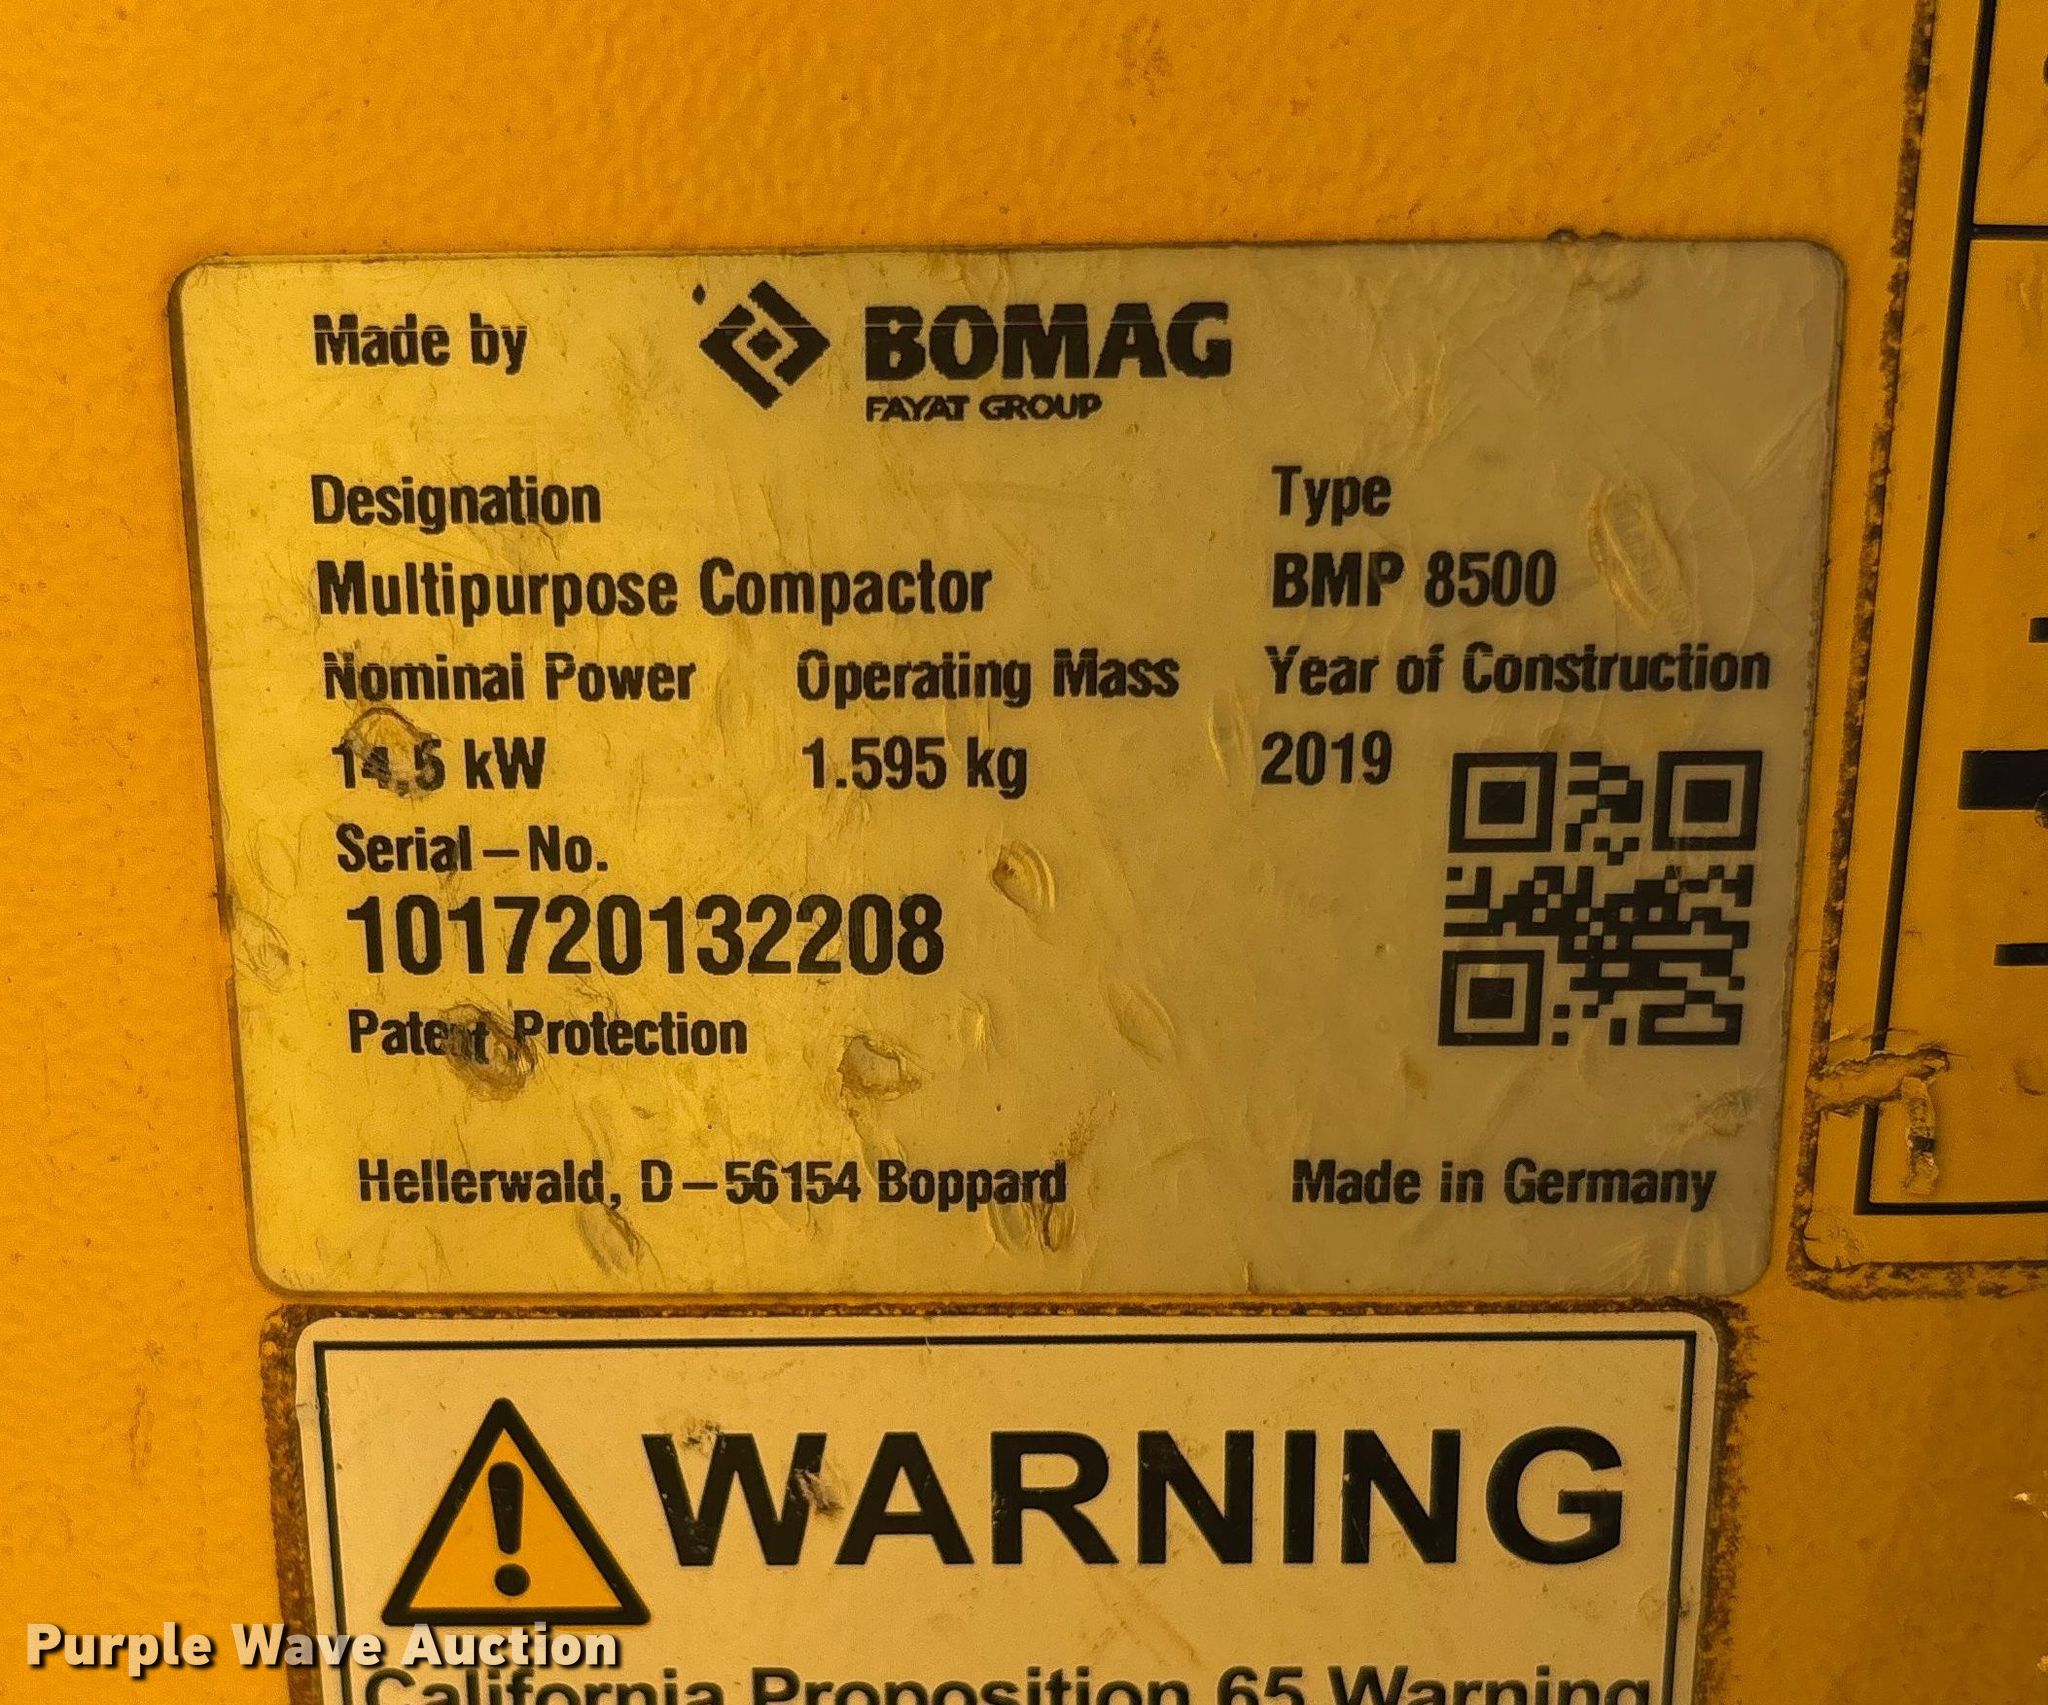 Made by BOMAG
FAYAT GROUP
Designation Type
Multipurpose Compactor BMP 8500
Nominal Power Operating Mass Year of Construction
14.5 kW 1.595 kg 2019
Serial-No.
101720132208
Patent Protection
Hellerwald, D-56154 Boppard Made in Germany
WARNING
California Proposition 65 Warning
Purple Wave Auction